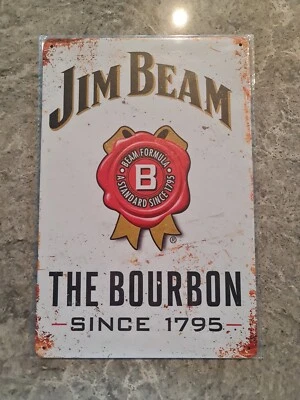 JIM BEAM
BEAM FORMULA
B
A STANDARD SINCE 1795
®
THE BOURBON
SINCE 1795